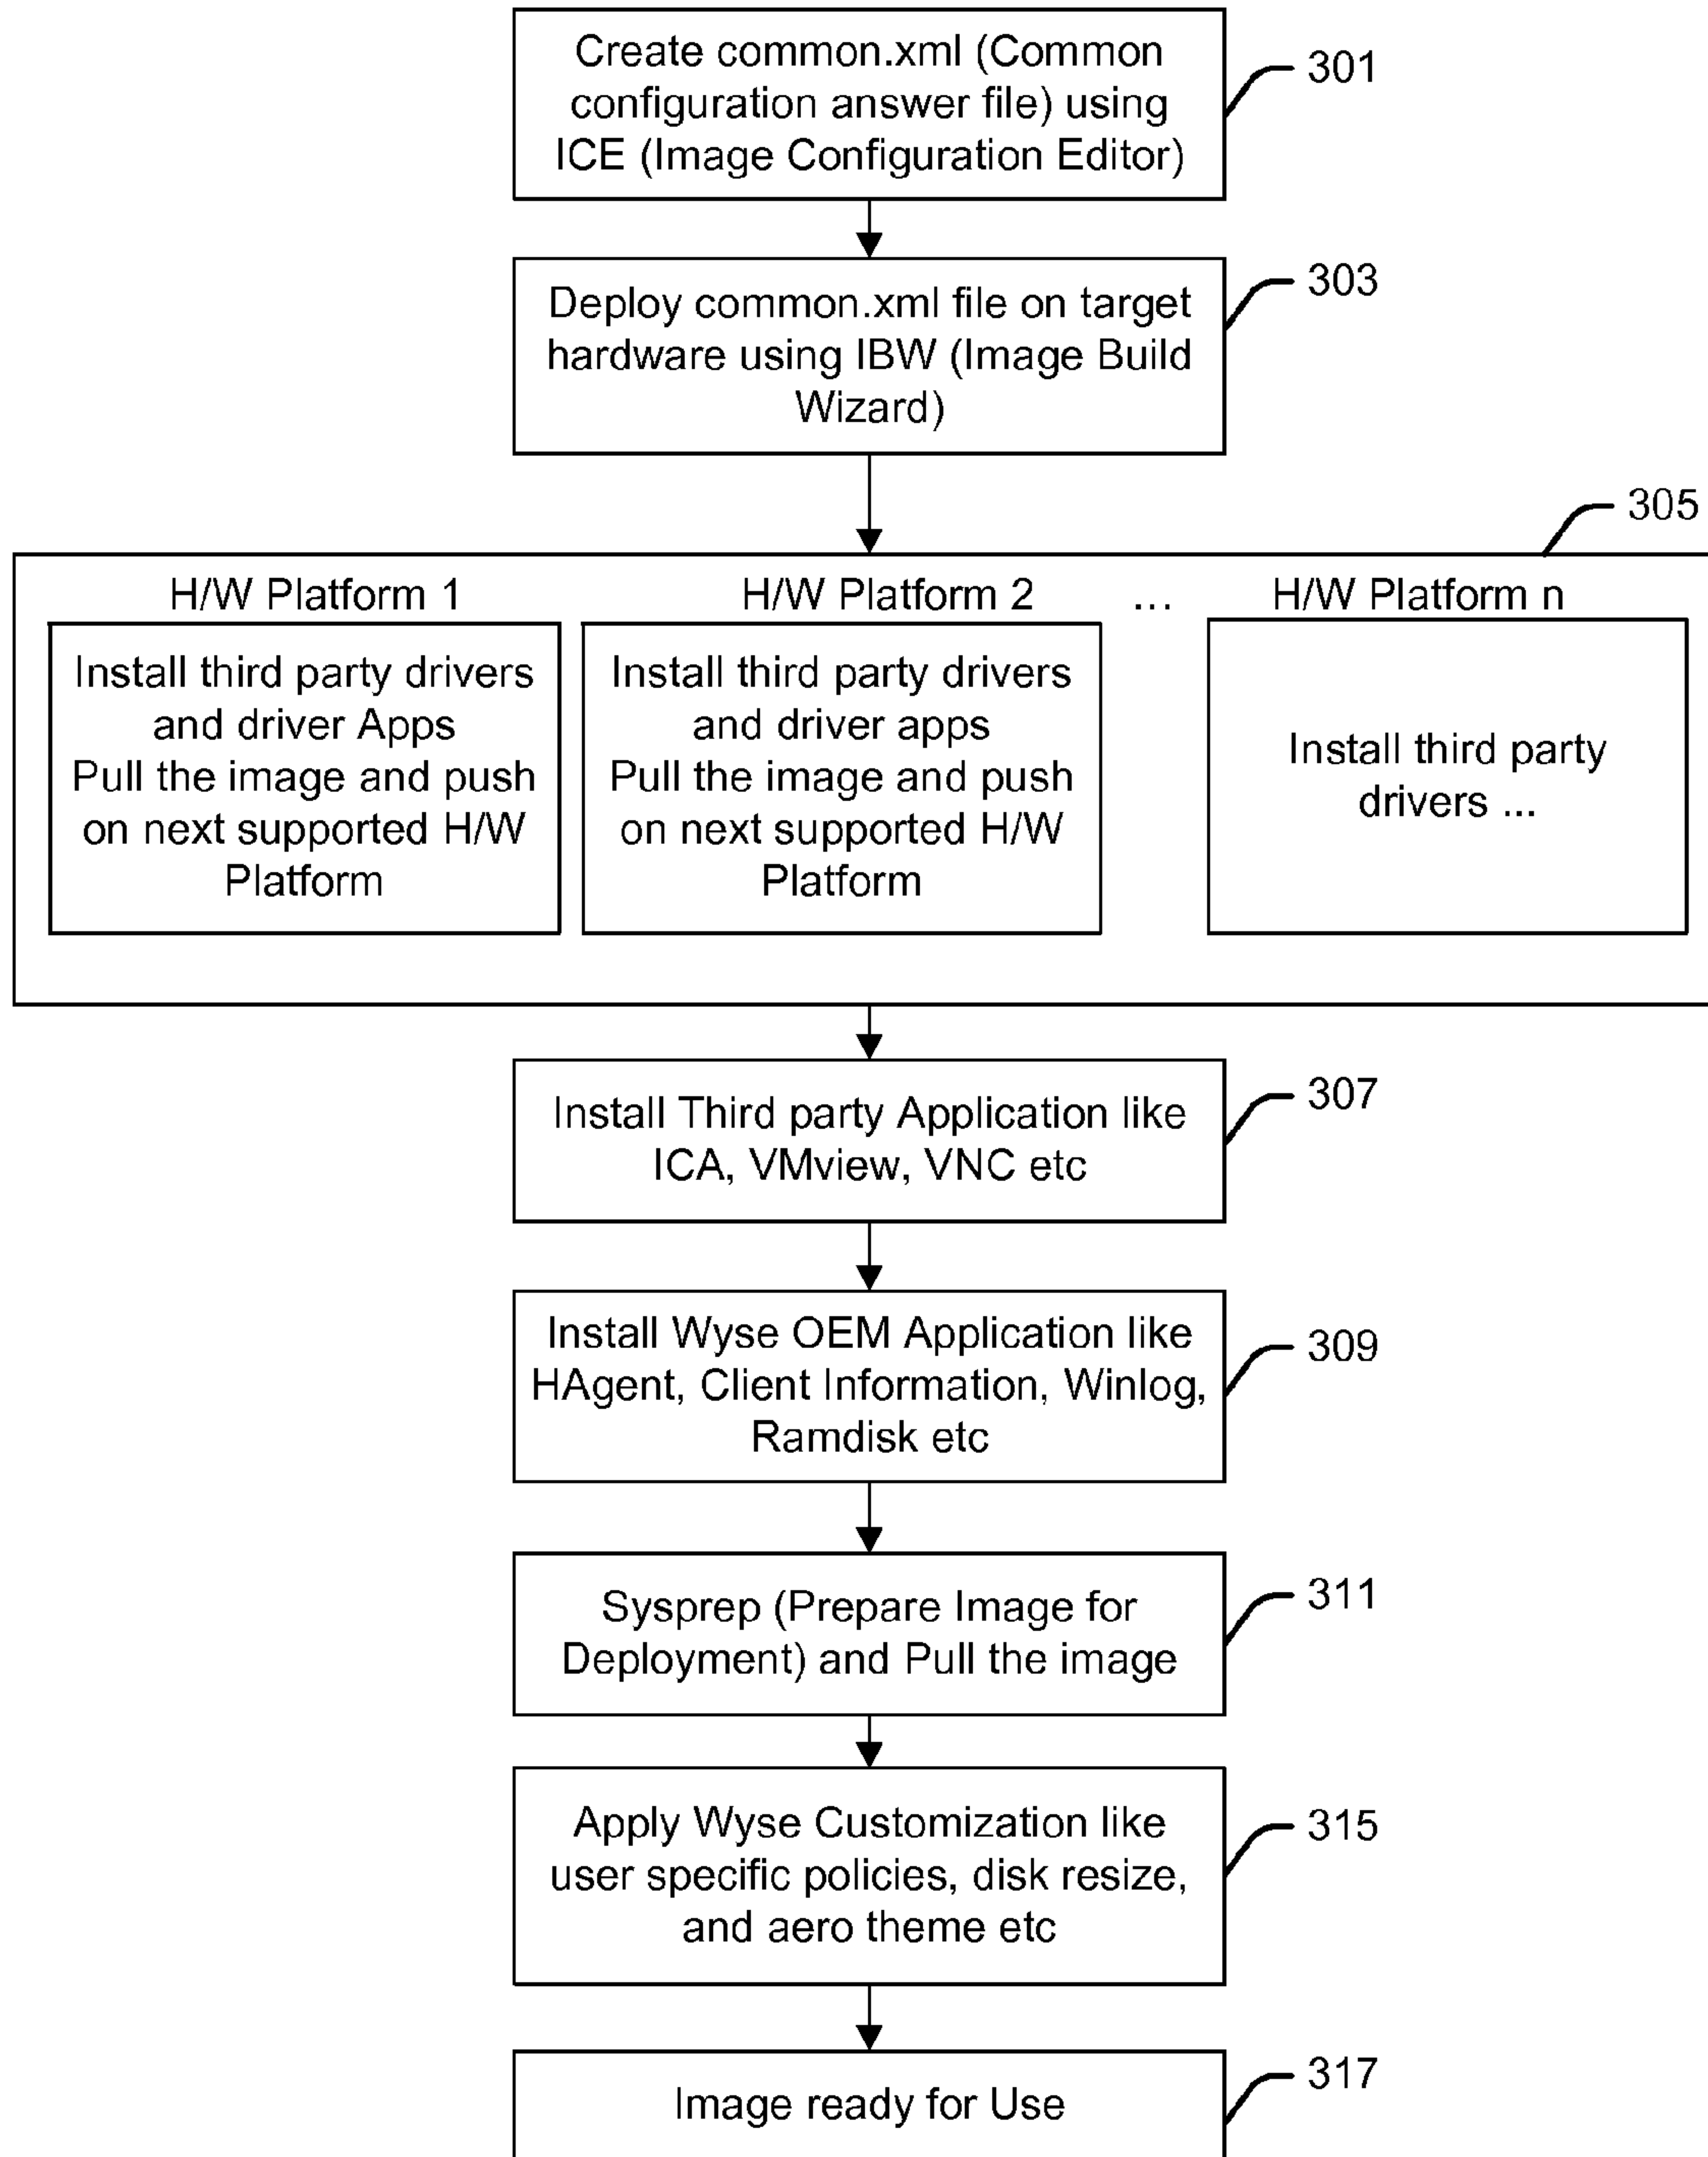 Create common.xml (Common
configuration answer file) using
ICE (Image Configuration Editor)
301
Deploy common.xml file on target
hardware using IBW (Image Build
Wizard)
303
305
H/W Platform 1
Install third party drivers
and driver Apps
Pull the image and push
on next supported H/W
Platform
H/W Platform 2
Install third party drivers
and driver apps
Pull the image and push
on next supported H/W
Platform
...
H/W Platform n
Install third party
drivers ...
Install Third party Application like
ICA, VMview, VNC etc
307
Install Wyse OEM Application like
HAgent, Client Information, Winlog,
Ramdisk etc
309
Sysprep (Prepare Image for
Deployment) and Pull the image
311
Apply Wyse Customization like
user specific policies, disk resize,
and aero theme etc
315
Image ready for Use
317